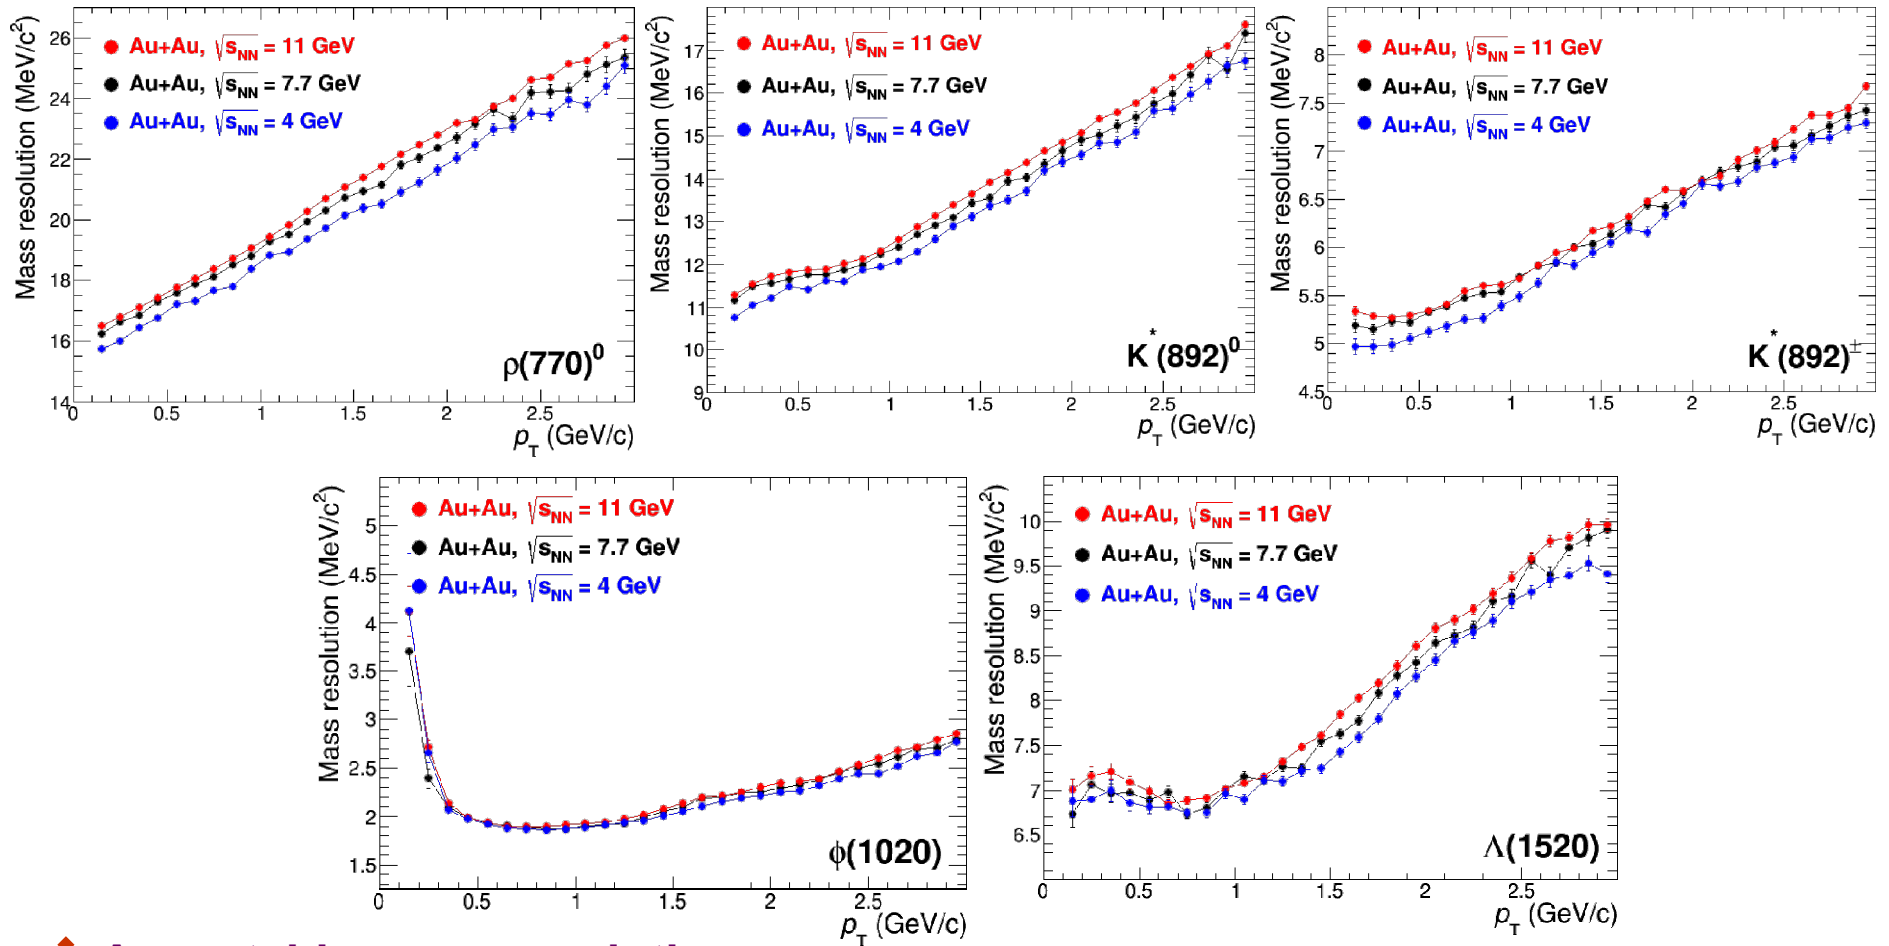 Mass resolution (MeV/c²)
26
24
22
20
18
16
14
Au+Au, √sNN = 11 GeV
Au+Au, √sNN = 7.7 GeV
Au+Au, √sNN = 4 GeV
ρ(770)⁰
0 0.5 1 1.5 2 2.5
pT (GeV/c)
Mass resolution (MeV/c²)
17
16
15
14
13
12
11
10
9
Au+Au, √sNN = 11 GeV
Au+Au, √sNN = 7.7 GeV
Au+Au, √sNN = 4 GeV
K*(892)⁰
0 0.5 1 1.5 2 2.5
pT (GeV/c)
Mass resolution (MeV/c²)
8
7.5
7
6.5
6
5.5
5
4.5
Au+Au, √sNN = 11 GeV
Au+Au, √sNN = 7.7 GeV
Au+Au, √sNN = 4 GeV
K*(892)±
0 0.5 1 1.5 2 2.5
pT (GeV/c)
Mass resolution (MeV/c²)
5
4.5
4
3.5
3
2.5
2
1.5
Au+Au, √sNN = 11 GeV
Au+Au, √sNN = 7.7 GeV
Au+Au, √sNN = 4 GeV
ϕ(1020)
0 0.5 1 1.5 2 2.5
pT (GeV/c)
Mass resolution (MeV/c²)
10
9.5
9
8.5
8
7.5
7
6.5
Au+Au, √sNN = 11 GeV
Au+Au, √sNN = 7.7 GeV
Au+Au, √sNN = 4 GeV
Λ(1520)
0 0.5 1 1.5 2 2.5
pT (GeV/c)